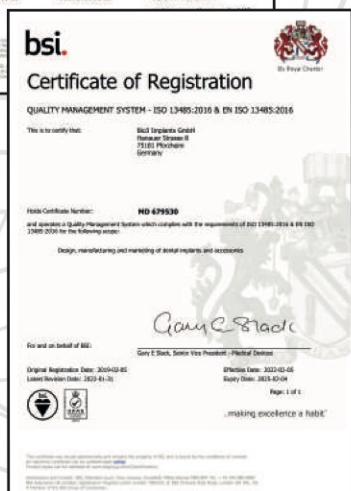 bsi.
By Royal Charter
Certificate of Registration
QUALITY MANAGEMENT SYSTEM - ISO 13485:2016 & EN ISO 13485:2016
This is to certify that:
Bio3 Implants GmbH
Hanauer Strasse 8
75181 Pforzheim
Germany
Holds Certificate Number:
MD 679530
and operates a Quality Management System which complies with the requirements of ISO 13485:2016 & EN ISO
13485:2016 for the following scope:
Design, manufacturing and marketing of dental implants and accessories
Gary E Slack
For and on behalf of BSI:
Gary E Slack, Senior Vice President - Medical Devices
Original Registration Date: 2019-02-05
Effective Date: 2022-02-05
Latest Revision Date: 2022-01-31
Expiry Date: 2025-02-04
Page: 1 of 1
...making excellence a habit.